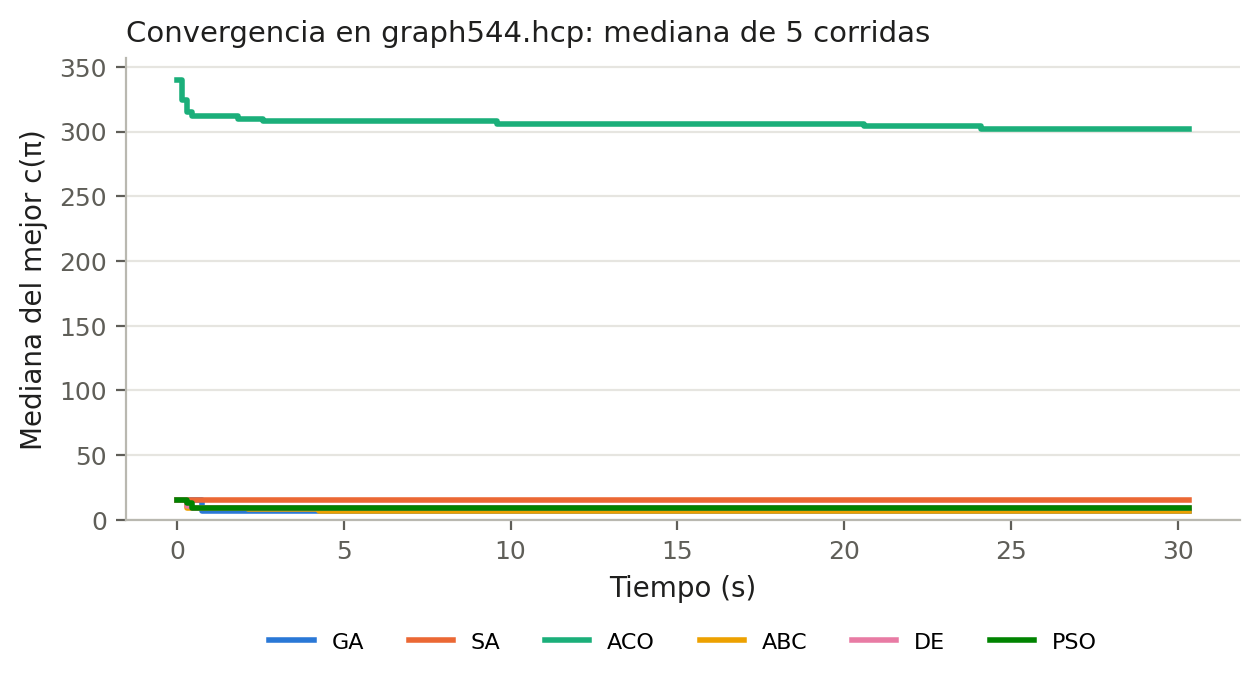 Convergencia en graph544.hcp: mediana de 5 corridas
Mediana del mejor c(π)
350
300
250
200
150
100
50
0
0 5 10 15 20 25 30
Tiempo (s)
GA SA ACO ABC DE PSO